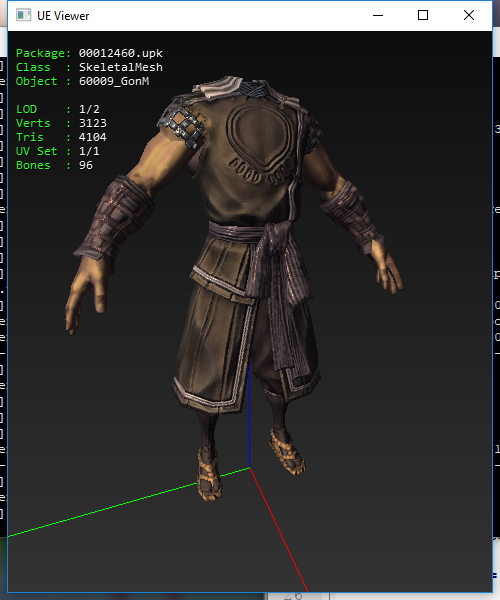 UE Viewer
Package: 00012460.upk
Class : SkeletalMesh
Object : 60009_GonM
LOD : 1/2
Verts : 3123
Tris : 4104
UV Set : 1/1
Bones : 96